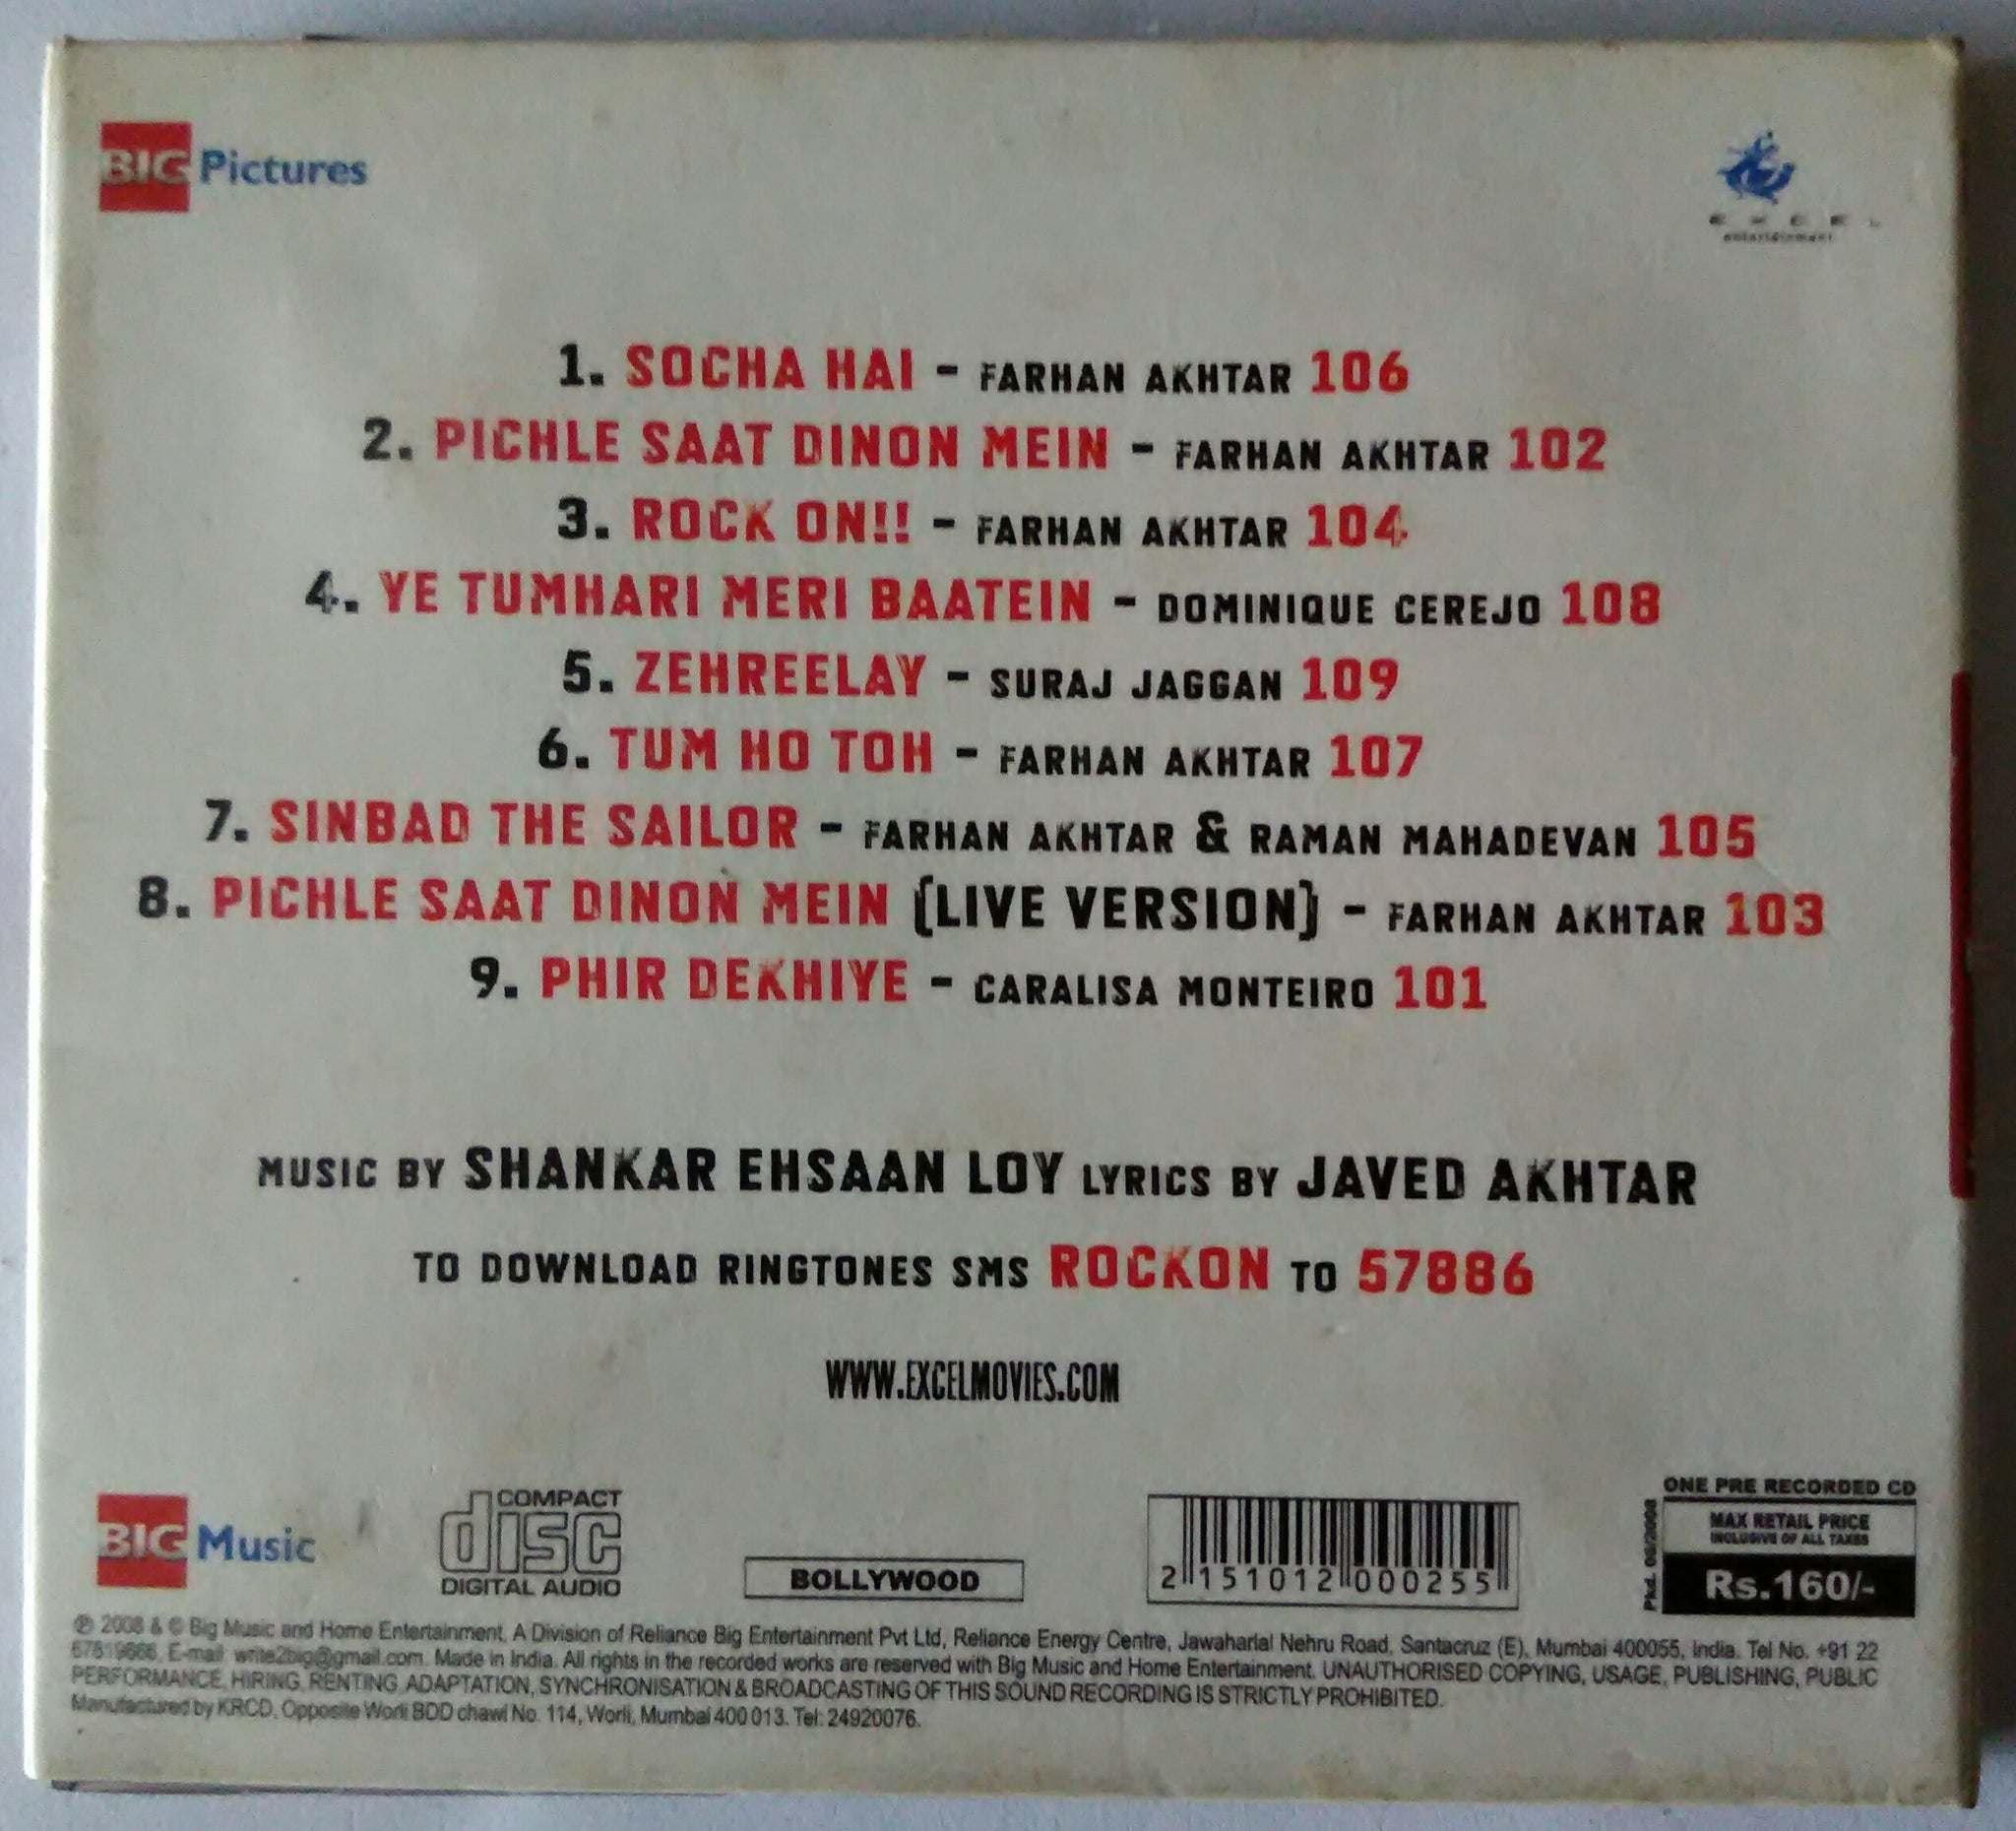 BIG Pictures
EXCEL
entertainment
1. SOCHA HAI - FARHAN AKHTAR 106
2. PICHLE SAAT DINON MEIN - FARHAN AKHTAR 102
3. ROCK ON!! - FARHAN AKHTAR 104
4. YE TUMHARI MERI BAATEIN - DOMINIQUE CEREJO 108
5. ZEHREELAY - SURAJ JAGGAN 109
6. TUM HO TOH - FARHAN AKHTAR 107
7. SINBAD THE SAILOR - FARHAN AKHTAR & RAMAN MAHADEVAN 105
8. PICHLE SAAT DINON MEIN (LIVE VERSION) - FARHAN AKHTAR 103
9. PHIR DEKHIYE - CARALISA MONTEIRO 101
MUSIC BY SHANKAR EHSAAN LOY LYRICS BY JAVED AKHTAR
TO DOWNLOAD RINGTONES SMS ROCKON TO 57886
WWW.EXCELMOVIES.COM
BIG Music
COMPACT
disc
DIGITAL AUDIO
BOLLYWOOD
2 151012 000255
ONE PRE RECORDED CD
MAX RETAIL PRICE
INCLUSIVE OF ALL TAXES
Rs.160/-
Pkd. 06/2008
℗ 2008 & © Big Music and Home Entertainment, A Division of Reliance Big Entertainment Pvt Ltd, Reliance Energy Centre, Jawaharlal Nehru Road, Santacruz (E), Mumbai 400055, India. Tel No. +91 22
67819666, E-mail: write2big@gmail.com. Made in India. All rights in the recorded works are reserved with Big Music and Home Entertainment. UNAUTHORISED COPYING, USAGE, PUBLISHING, PUBLIC
PERFORMANCE, HIRING, RENTING, ADAPTATION, SYNCHRONISATION & BROADCASTING OF THIS SOUND RECORDING IS STRICTLY PROHIBITED.
Manufactured by KRCD, Opposite Worli BDD chawl No. 114, Worli, Mumbai 400 013. Tel: 24920076.